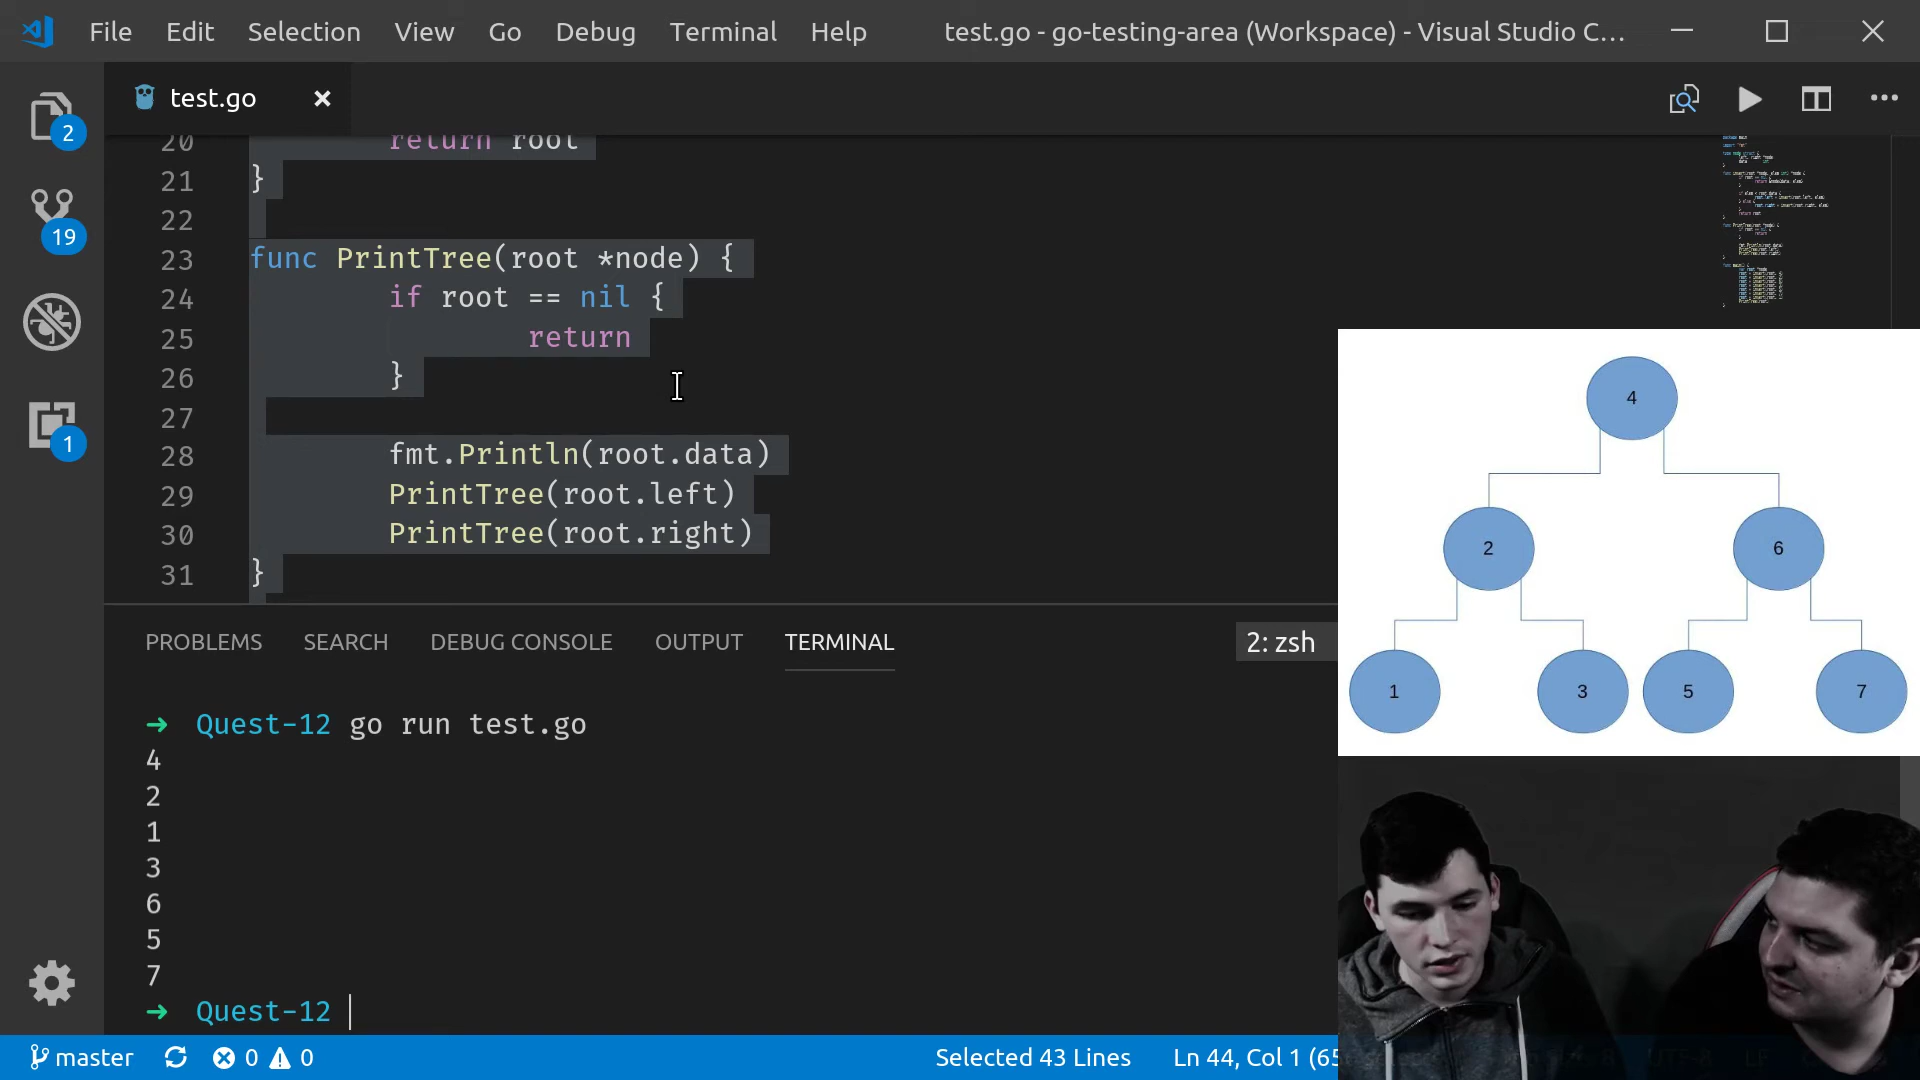 File Edit Selection View Go Debug Terminal Help test.go - go-testing-area (Workspace) - Visual Studio C...
test.go
2
19
1
20 return root
21 }
22
23 func PrintTree(root *node) {
24 if root == nil {
25 return
26 }
27
28 fmt.Println(root.data)
29 PrintTree(root.left)
30 PrintTree(root.right)
31 }
4
2 6
1 3 5 7
PROBLEMS SEARCH DEBUG CONSOLE OUTPUT TERMINAL 2: zsh
→ Quest-12 go run test.go
4
2
1
3
6
5
7
→ Quest-12
master 0 0 Selected 43 Lines Ln 44, Col 1 (65 UTF-8 LF